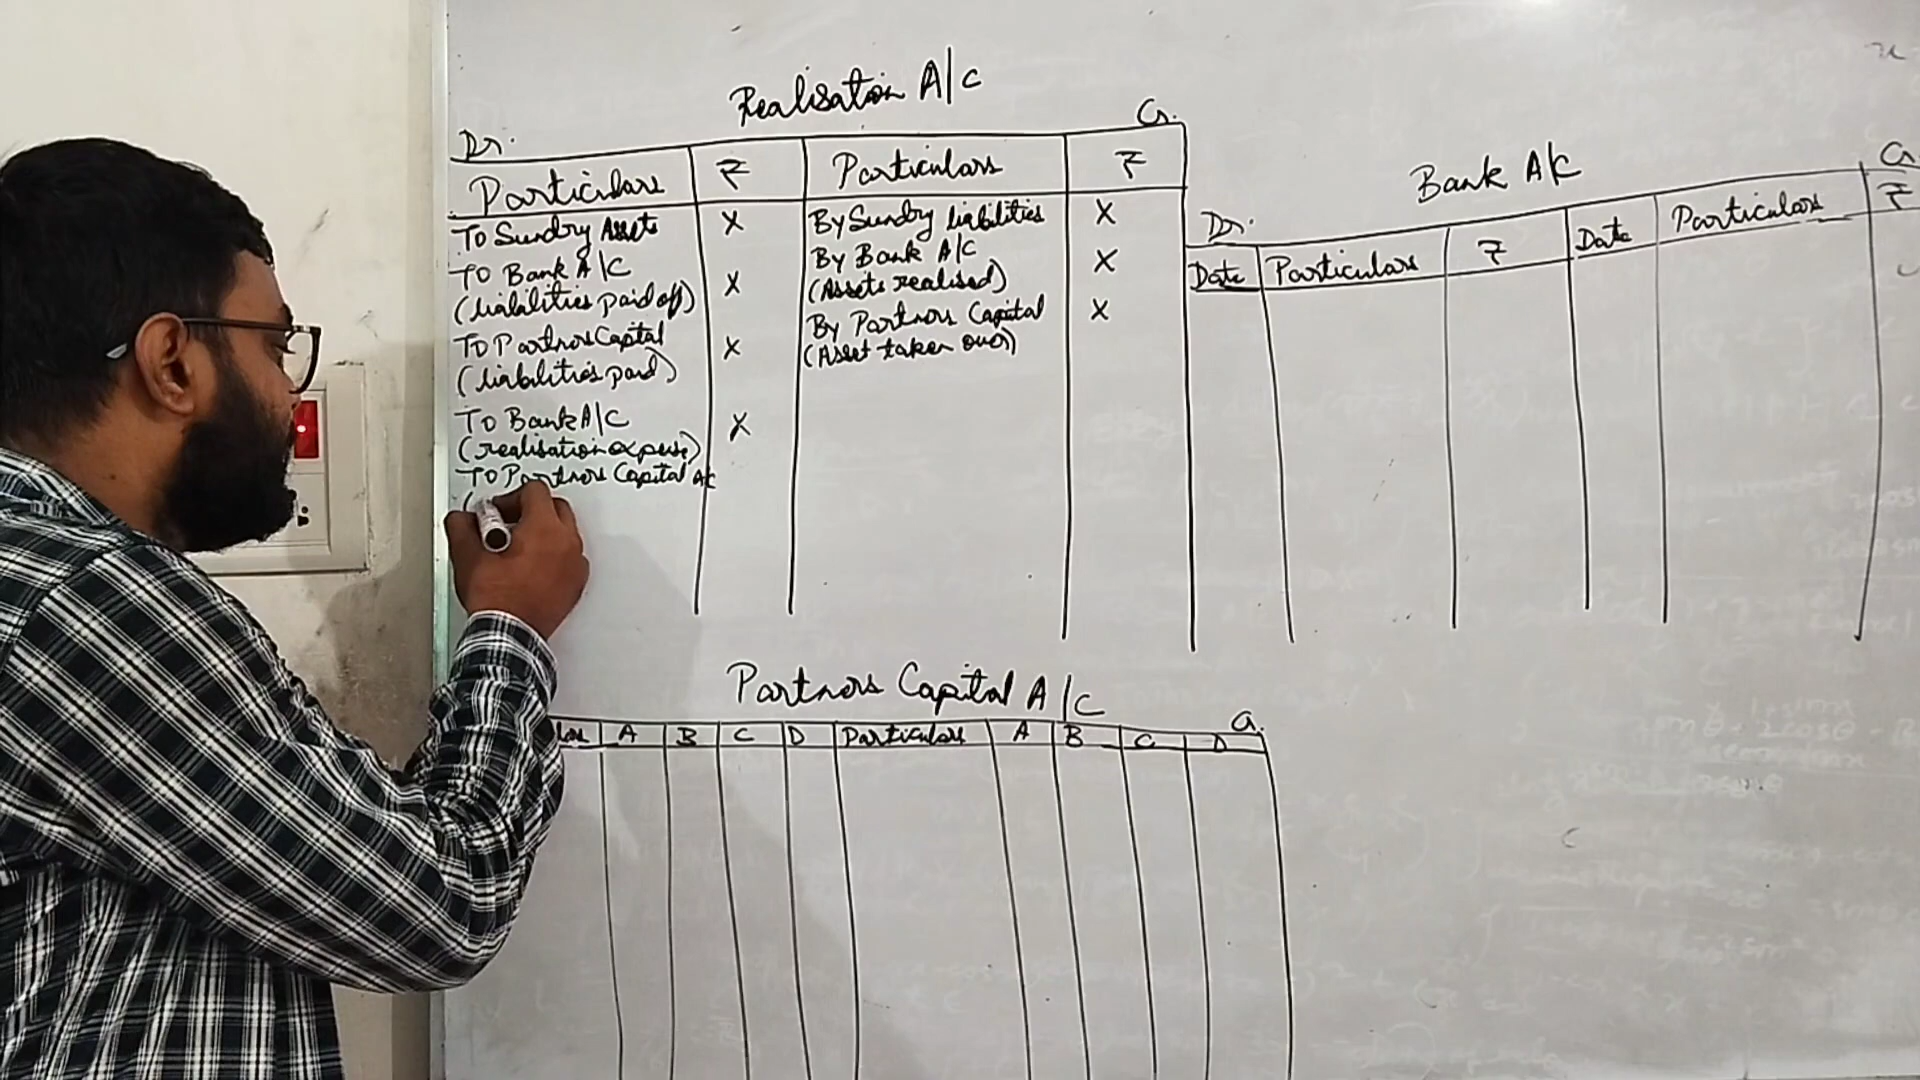 Realisation A/C
Dr.
Cr.
Particulars ₹ Particulars ₹
To Sundry Assets X By Sundry liabilities X
To Bank A/C
(liabilities paid off) X
By Bank A/C
(Assets realised) X
To Partners Capital
(liabilities paid) X
By Partners Capital X
(Asset taken over)
To Bank A/C
(realisation expense) X
To Partners Capital A/C
(
Bank A/C
Dr.
Cr.
Date Particulars ₹ Date Particulars ₹
Partners Capital A/C
Cr.
lars A B C D Particulars A B C D